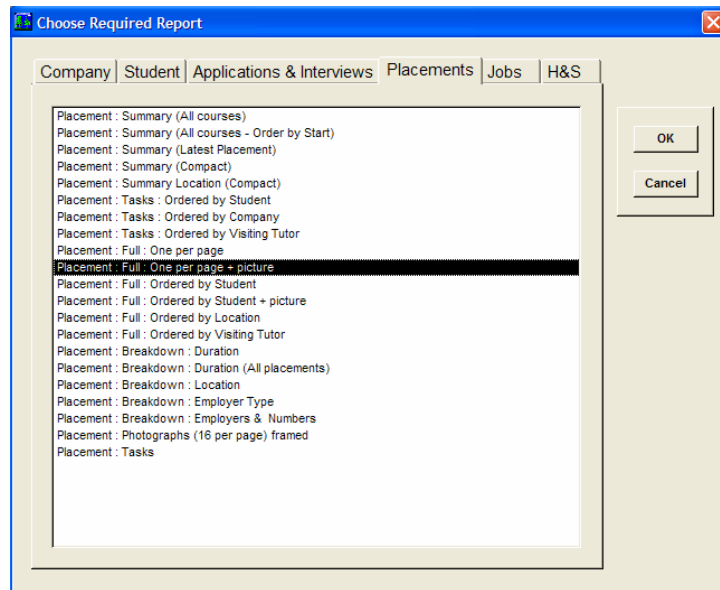 Choose Required Report
Company Student Applications & Interviews Placements Jobs H&S
Placement : Summary (All courses)
Placement : Summary (All courses - Order by Start)
Placement : Summary (Latest Placement)
Placement : Summary (Compact)
Placement : Summary Location (Compact)
Placement : Tasks : Ordered by Student
Placement : Tasks : Ordered by Company
Placement : Tasks : Ordered by Visiting Tutor
Placement : Full : One per page
Placement : Full : One per page + picture
Placement : Full : Ordered by Student
Placement : Full : Ordered by Student + picture
Placement : Full : Ordered by Location
Placement : Full : Ordered by Visiting Tutor
Placement : Breakdown : Duration
Placement : Breakdown : Duration (All placements)
Placement : Breakdown : Location
Placement : Breakdown : Employer Type
Placement : Breakdown : Employers & Numbers
Placement : Photographs (16 per page) framed
Placement : Tasks
OK
Cancel